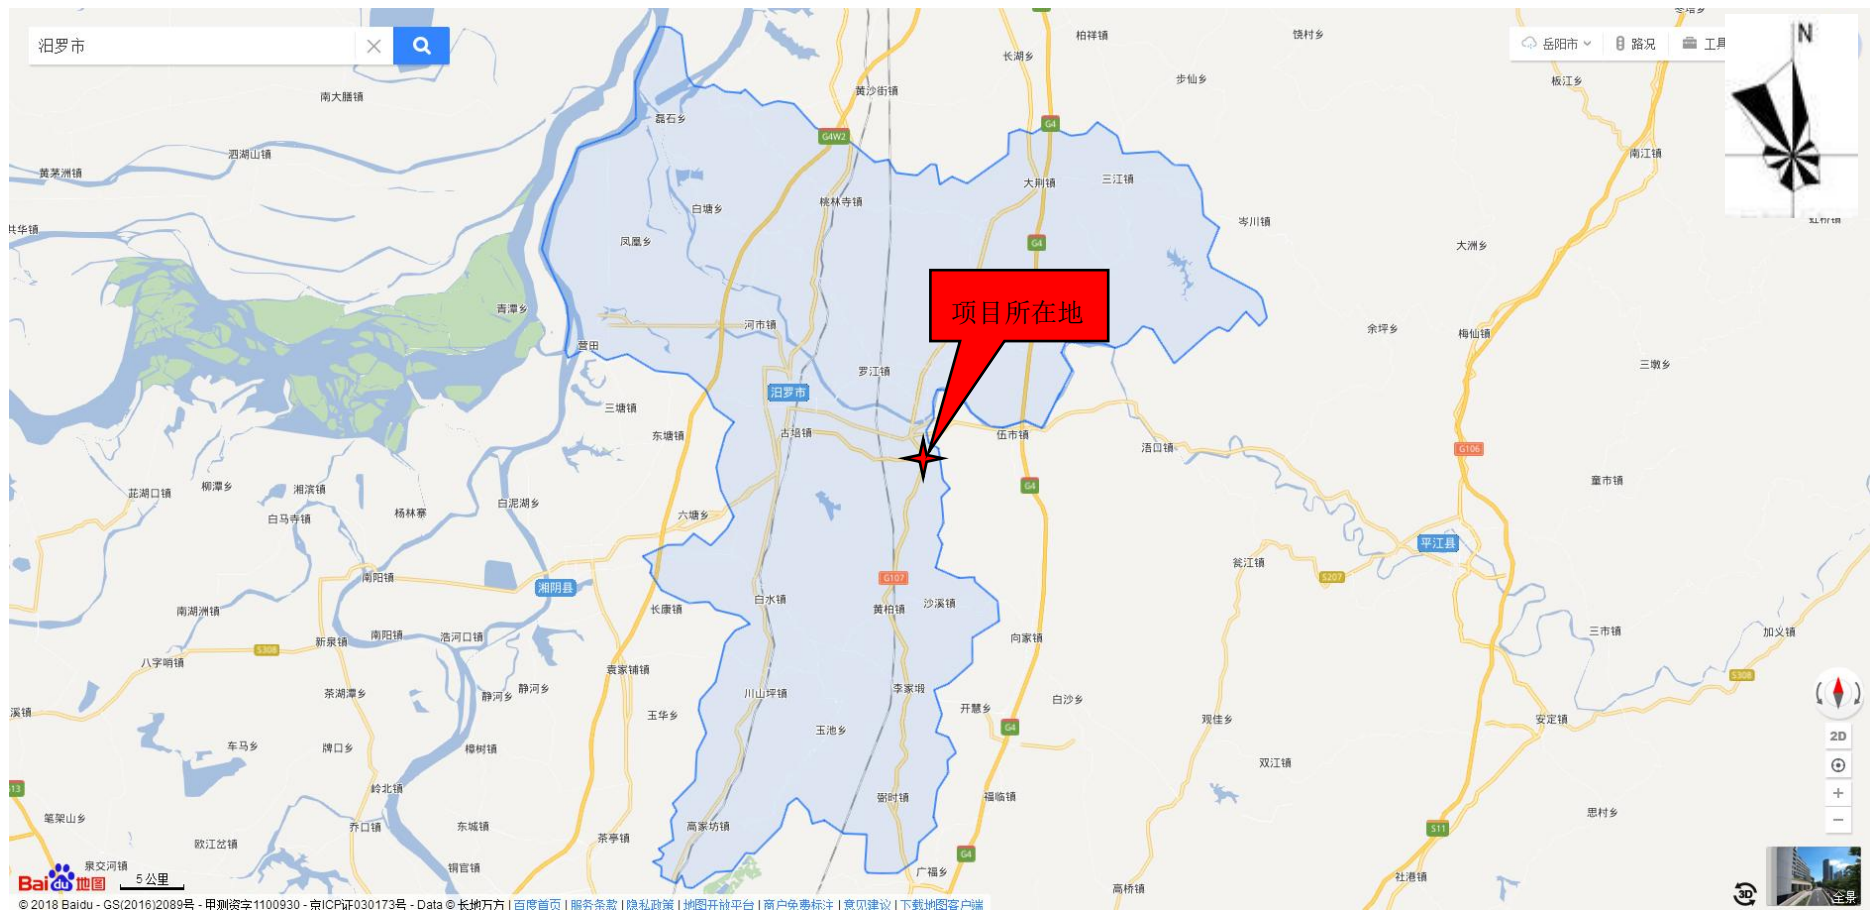 汨罗市
岳阳市
路况
工具
N
柏祥镇
饶村乡
长湖乡
步仙乡
板江乡
黄沙街镇
南大膳镇
磊石乡
G4W2
G4
南江镇
泗湖山镇
黄茅洲镇
大荆镇
三江镇
桃林寺镇
白塘乡
岑川镇
共华镇
凤凰乡
G4
大洲乡
青潭乡
项目所在地
河市镇
余坪乡
梅仙镇
营田
三墩乡
罗江镇
汨罗市
三塘镇
东塘镇
古培镇
伍市镇
浯口镇
G106
童市镇
G4
柳潭乡
湘滨镇
茈湖口镇
白泥湖乡
杨林寨
白马寺镇
六塘乡
平江县
瓮江镇
S207
南阳镇
G107
湘阴县
白水镇
沙溪镇
黄柏镇
长康镇
南湖洲镇
南阳镇
浩河口镇
向家镇
新泉镇
三市镇
加义镇
S308
八字哨镇
袁家铺镇
S308
茶湖潭乡
静河乡
静河乡
川山坪镇
李家塅
白沙乡
开慧乡
溪镇
玉华乡
观佳乡
安定镇
G4
玉池乡
车马乡
牌口乡
樟树镇
2D
双江镇
岭北镇
弼时镇
福临镇
思村乡
笔架山乡
乔口镇
东城镇
高家坊镇
S11
茶亭镇
欧江岔镇
G4
泉交河镇
铜官镇
广福乡
社港镇
高桥镇
Baidu地图
5公里
3D
全景
© 2018 Baidu - GS(2016)2089号 - 甲测资字1100930 - 京ICP证030173号 - Data © 长地万方 | 百度首页 | 服务条款 | 隐私政策 | 地图开放平台 | 商户免费标注 | 意见建议 | 下载地图客户端